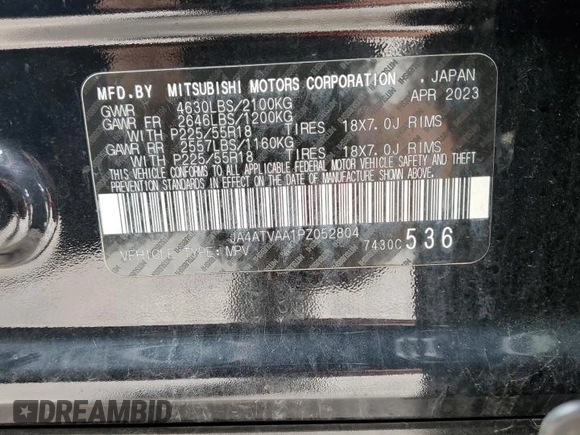 MFD.BY MITSUBISHI MOTORS CORPORATION . JAPAN
GVWR 4630LBS/2100KG APR 2023
GAWR FR 2646LBS/1200KG
WITH P225/55R18 TIRES 18X7.0J RIMS
GAWR RR 2557LBS/1160KG
WITH P225/55R18 TIRES 18X7.0J RIMS
THIS VEHICLE CONFORMS TO ALL APPLICABLE FEDERAL MOTOR VEHICLE SAFETY AND THEFT
PREVENTION STANDARDS IN EFFECT ON THE DATE OF MANUFACTURE SHOWN ABOVE.
JA4ATVAA1PZ052804
VEHICLE TYPE: MPV 7430C 536
DREAMBID